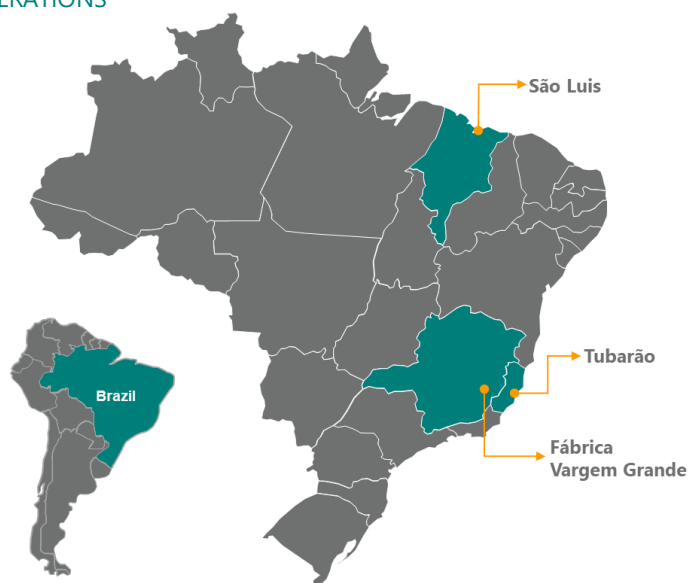 ERATIONS
São Luis
Tubarão
Brazil
Fábrica
Vargem Grande